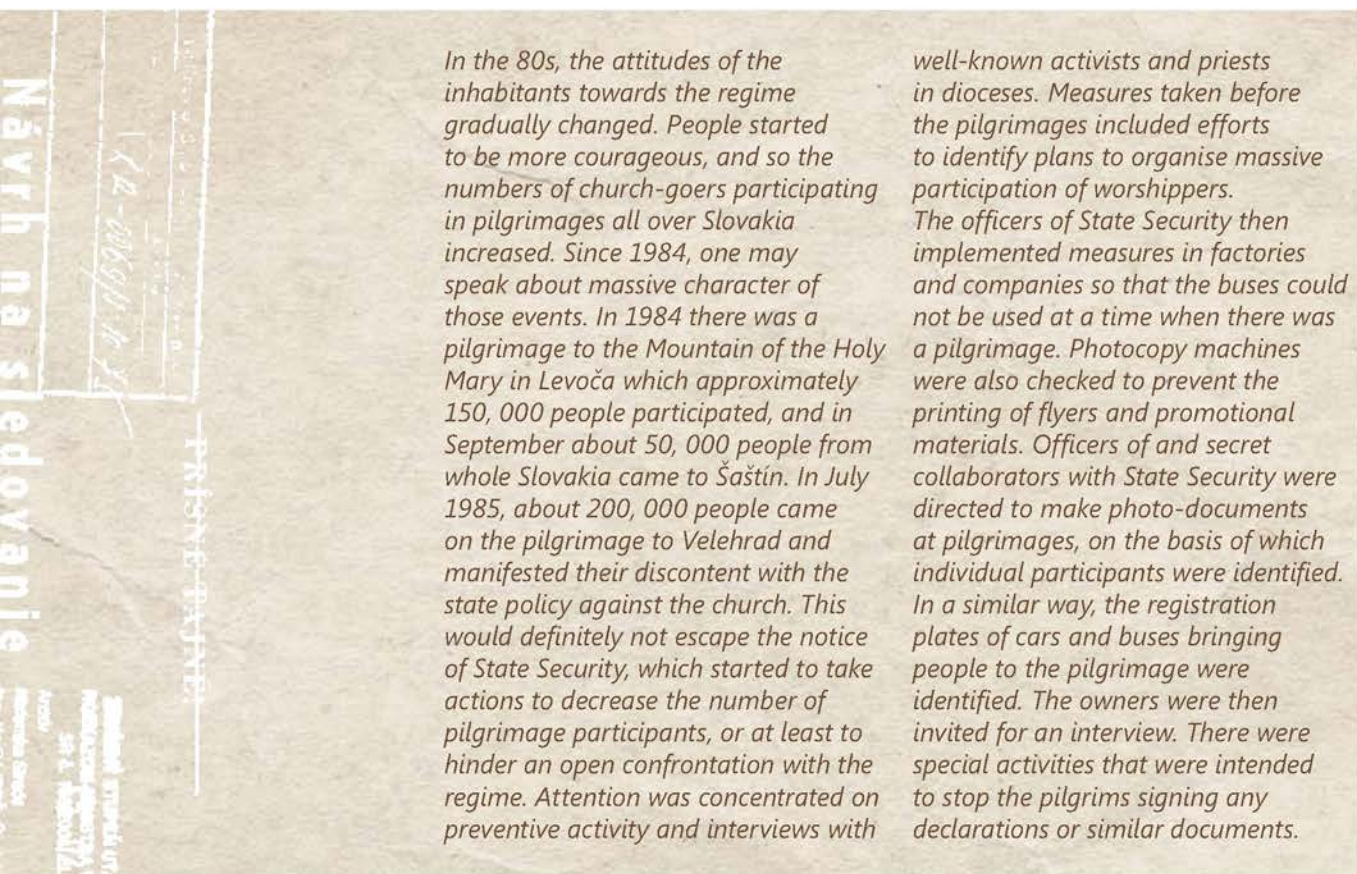 Návrh na sledovanie
PRÍSNE TAJNÉ
In the 80s, the attitudes of the
inhabitants towards the regime
gradually changed. People started
to be more courageous, and so the
numbers of church-goers participating
in pilgrimages all over Slovakia
increased. Since 1984, one may
speak about massive character of
those events. In 1984 there was a
pilgrimage to the Mountain of the Holy
Mary in Levoča which approximately
150, 000 people participated, and in
September about 50, 000 people from
whole Slovakia came to Šaštín. In July
1985, about 200, 000 people came
on the pilgrimage to Velehrad and
manifested their discontent with the
state policy against the church. This
would definitely not escape the notice
of State Security, which started to take
actions to decrease the number of
pilgrimage participants, or at least to
hinder an open confrontation with the
regime. Attention was concentrated on
preventive activity and interviews with
well-known activists and priests
in dioceses. Measures taken before
the pilgrimages included efforts
to identify plans to organise massive
participation of worshippers.
The officers of State Security then
implemented measures in factories
and companies so that the buses could
not be used at a time when there was
a pilgrimage. Photocopy machines
were also checked to prevent the
printing of flyers and promotional
materials. Officers of and secret
collaborators with State Security were
directed to make photo-documents
at pilgrimages, on the basis of which
individual participants were identified.
In a similar way, the registration
plates of cars and buses bringing
people to the pilgrimage were
identified. The owners were then
invited for an interview. There were
special activities that were intended
to stop the pilgrims signing any
declarations or similar documents.